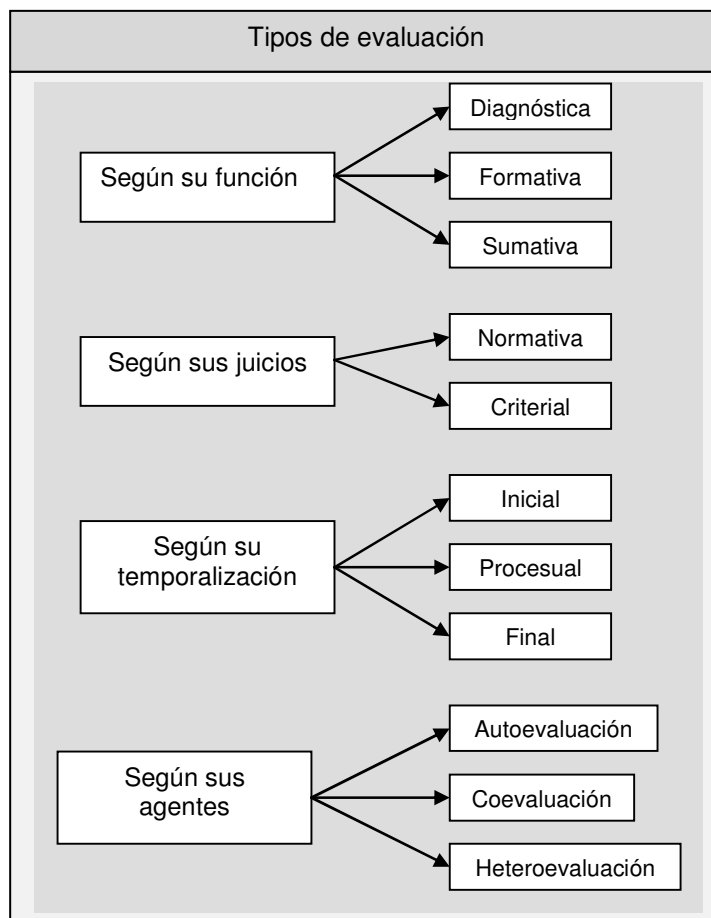 Tipos de evaluación
Según su función
Diagnóstica
Formativa
Sumativa
Según sus juicios
Normativa
Criterial
Según su
temporalización
Inicial
Procesual
Final
Según sus
agentes
Autoevaluación
Coevaluación
Heteroevaluación